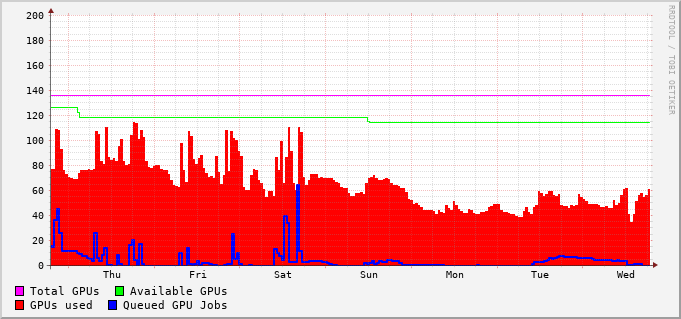 200
180
160
140
120
100
80
60
40
20
0
Thu Fri Sat Sun Mon Tue Wed
Total GPUs Available GPUs
GPUs used Queued GPU Jobs
RRDTOOL / TOBI OETIKER